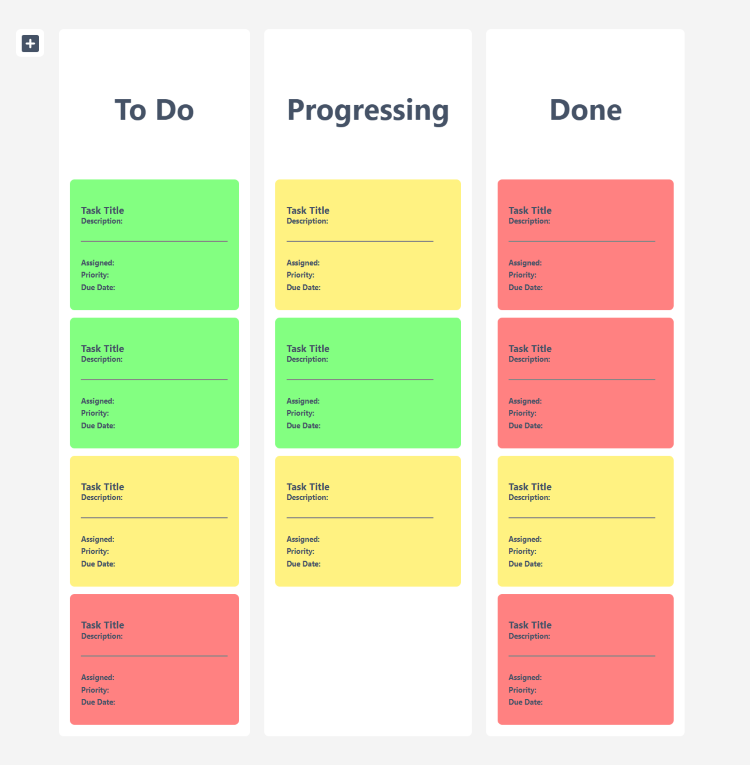 To Do
Task Title
Description:
Assigned:
Priority:
Due Date:
Task Title
Description:
Assigned:
Priority:
Due Date:
Task Title
Description:
Assigned:
Priority:
Due Date:
Task Title
Description:
Assigned:
Priority:
Due Date:
Progressing
Task Title
Description:
Assigned:
Priority:
Due Date:
Task Title
Description:
Assigned:
Priority:
Due Date:
Task Title
Description:
Assigned:
Priority:
Due Date:
Done
Task Title
Description:
Assigned:
Priority:
Due Date:
Task Title
Description:
Assigned:
Priority:
Due Date:
Task Title
Description:
Assigned:
Priority:
Due Date:
Task Title
Description:
Assigned:
Priority:
Due Date: